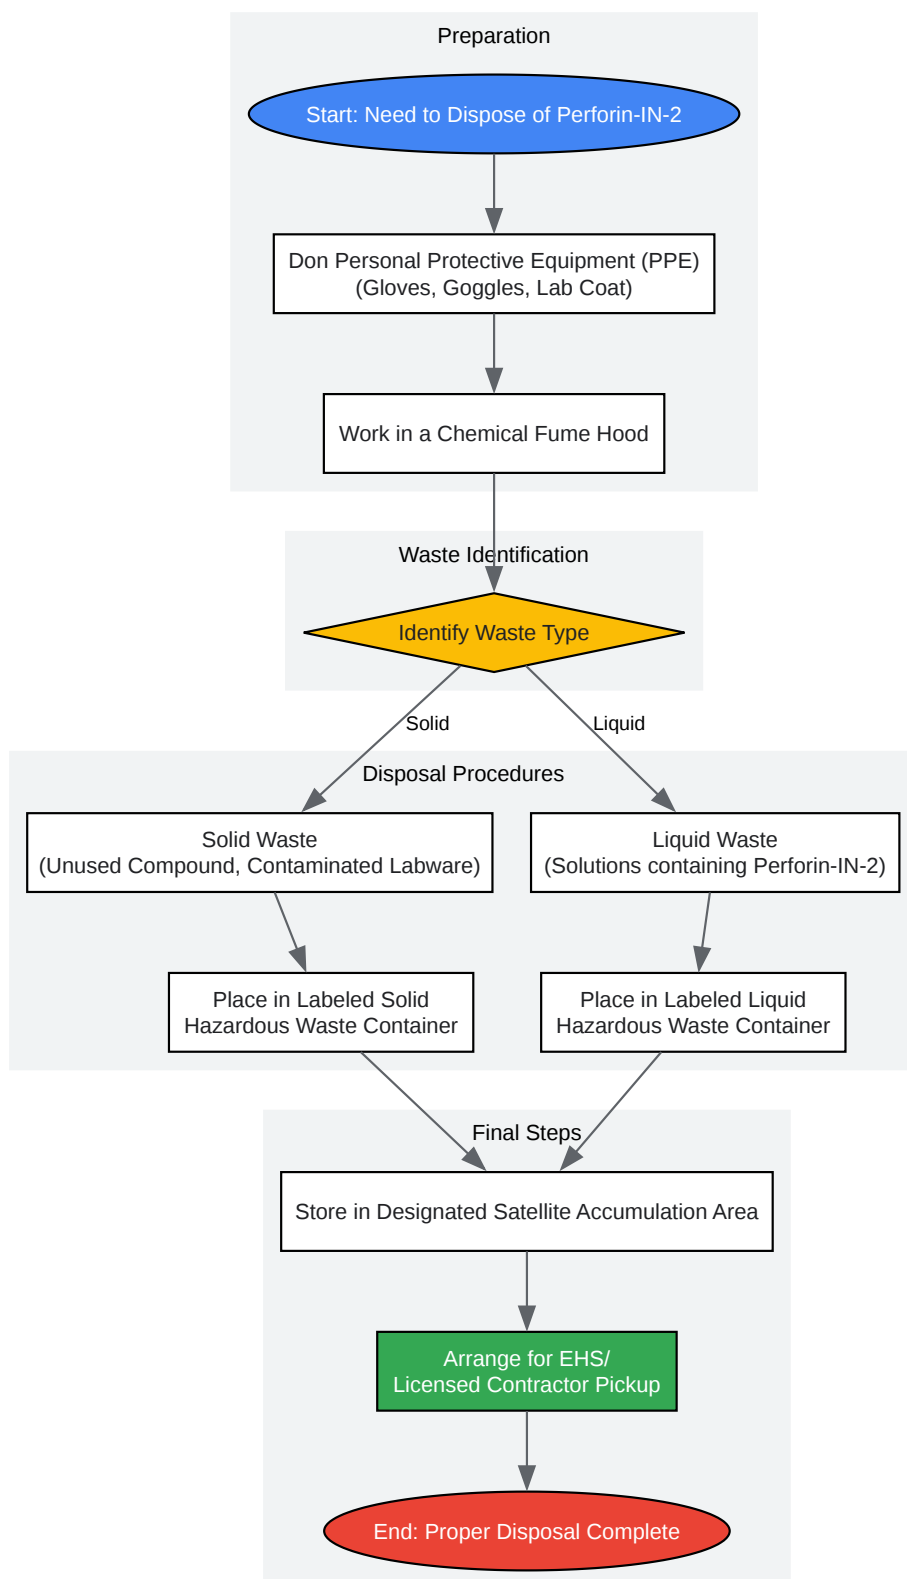 Preparation
Start: Need to Dispose of Perforin-IN-2
Don Personal Protective Equipment (PPE)
(Gloves, Goggles, Lab Coat)
Work in a Chemical Fume Hood
Waste Identification
Identify Waste Type
Solid
Liquid
Disposal Procedures
Solid Waste
(Unused Compound, Contaminated Labware)
Liquid Waste
(Solutions containing Perforin-IN-2)
Place in Labeled Solid
Hazardous Waste Container
Place in Labeled Liquid
Hazardous Waste Container
Final Steps
Store in Designated Satellite Accumulation Area
Arrange for EHS/
Licensed Contractor Pickup
End: Proper Disposal Complete